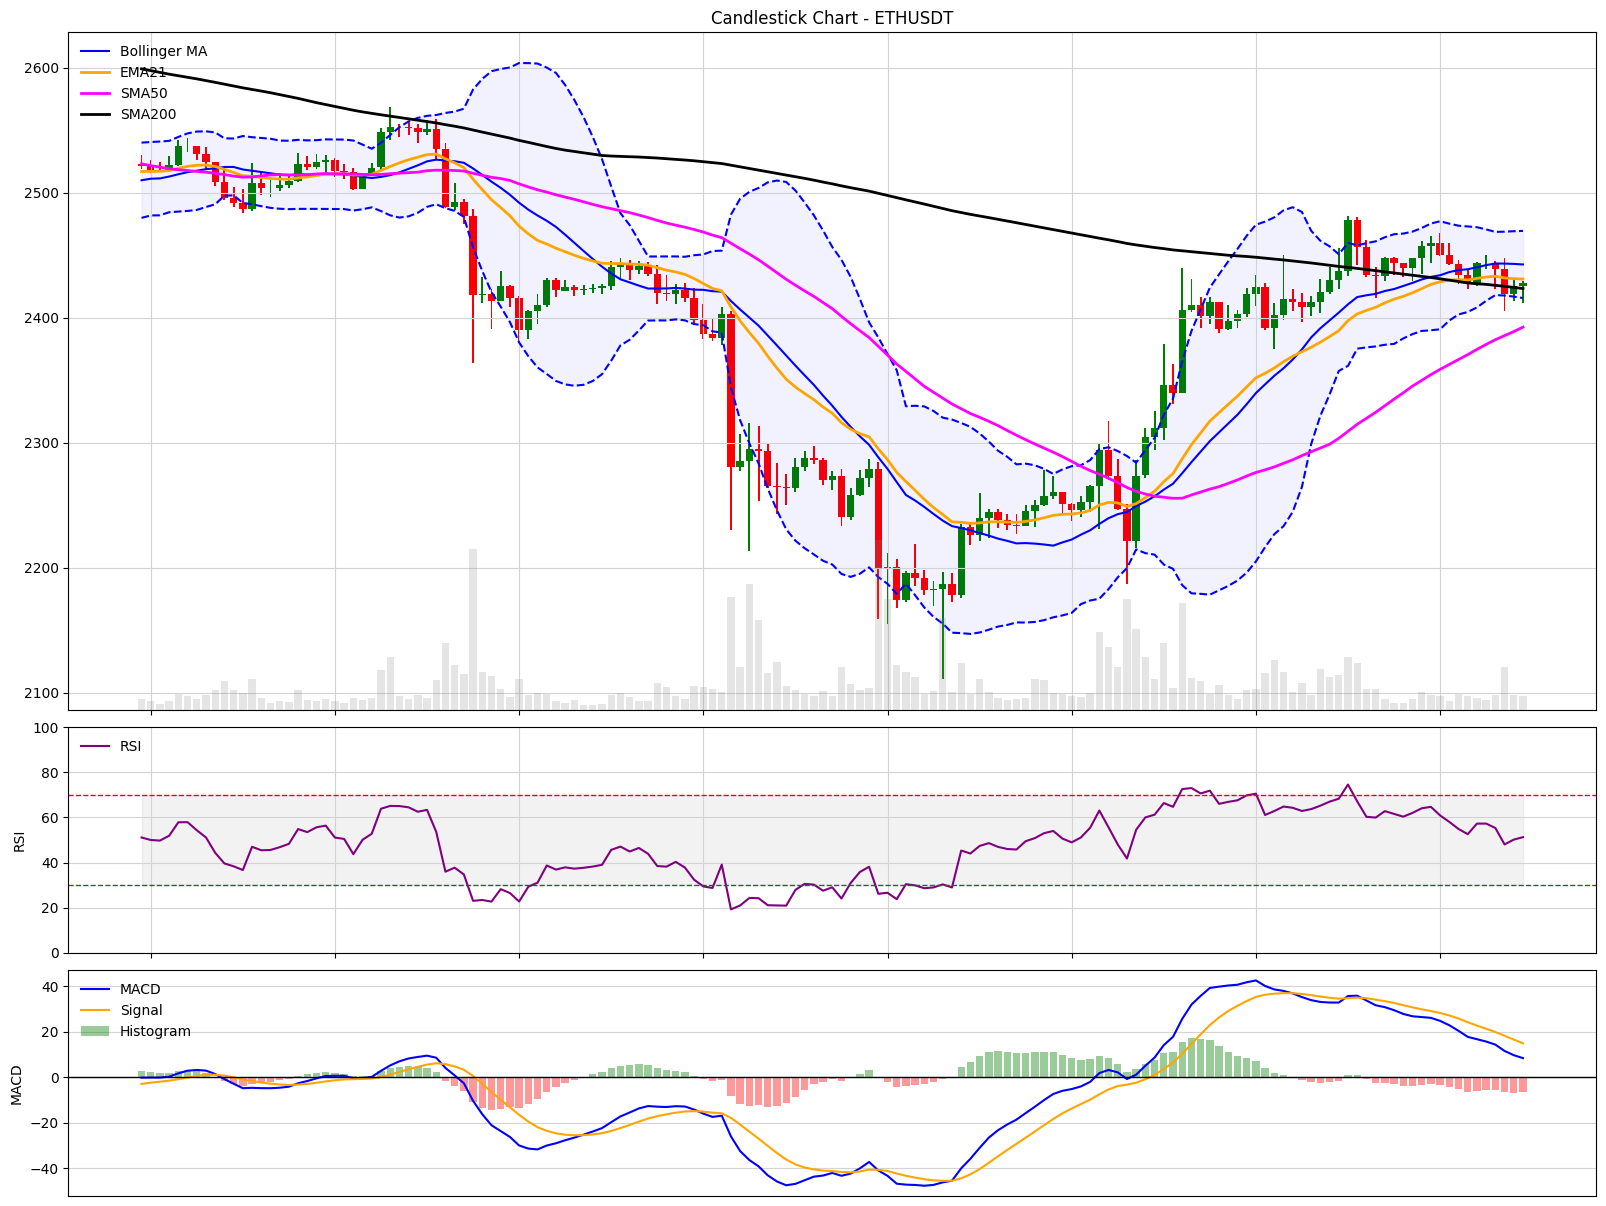 Candlestick Chart - ETHUSDT
Bollinger MA
EMA21
SMA50
SMA200
2600
2500
2400
2300
2200
2100
RSI
RSI
100
80
60
40
20
0
MACD
Signal
Histogram
MACD
40
20
0
−20
−40